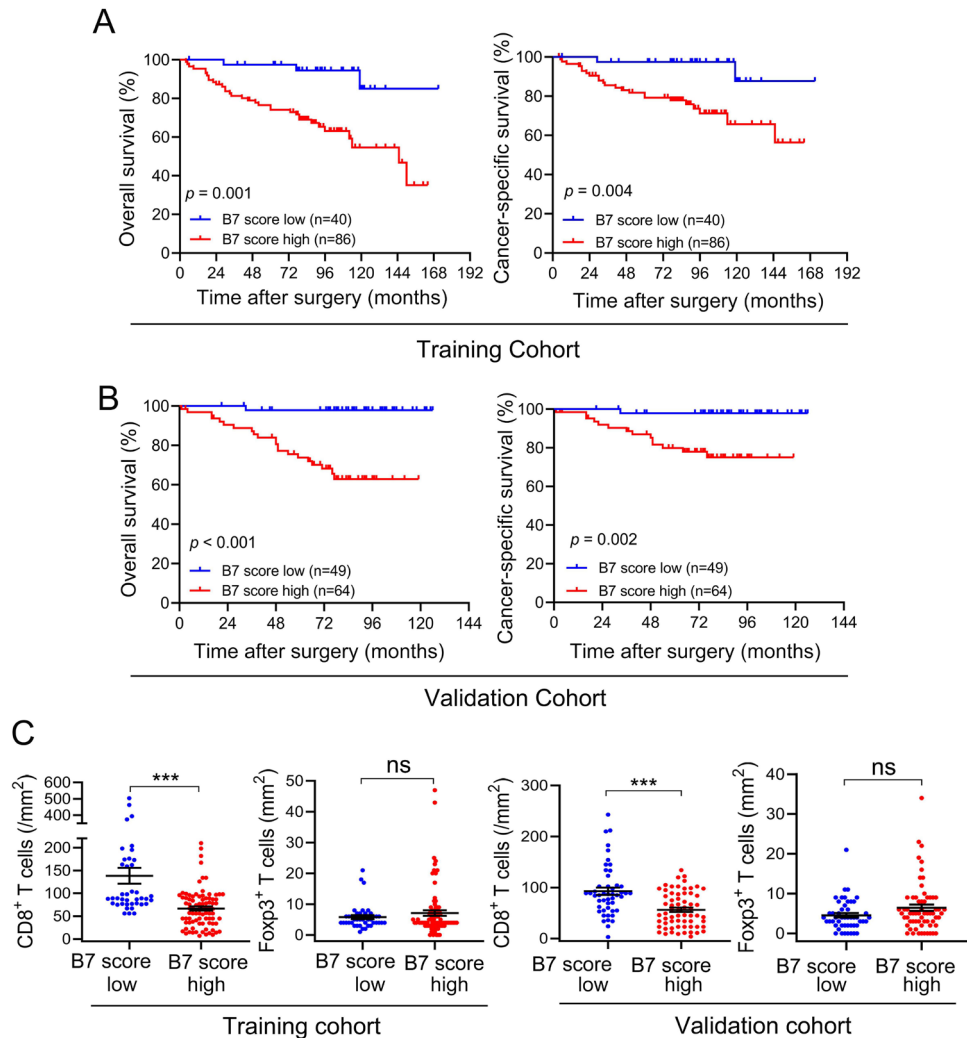 A
Overall survival (%)
100
80
60
40
20
0
p = 0.001
B7 score low (n=40)
B7 score high (n=86)
0 24 48 72 96 120 144 168 192
Time after surgery (months)
Cancer-specific survival (%)
100
80
60
40
20
0
p = 0.004
B7 score low (n=40)
B7 score high (n=86)
0 24 48 72 96 120 144 168 192
Time after surgery (months)
Training Cohort
B
Overall survival (%)
100
80
60
40
20
0
p < 0.001
B7 score low (n=49)
B7 score high (n=64)
0 24 48 72 96 120 144
Time after surgery (months)
Cancer-specific survival (%)
100
80
60
40
20
0
p = 0.002
B7 score low (n=49)
B7 score high (n=64)
0 24 48 72 96 120 144
Time after surgery (months)
Validation Cohort
C
CD8+ T cells (/mm2)
600
500
400
300
200
150
100
50
0
***
B7 score low
B7 score high
Foxp3+ T cells (mm2)
50
40
30
20
10
0
ns
B7 score low
B7 score high
Training cohort
CD8+ T cells (/mm2)
300
200
100
0
***
B7 score low
B7 score high
Foxp3+ T cells (mm2)
40
30
20
10
0
ns
B7 score low
B7 score high
Validation cohort